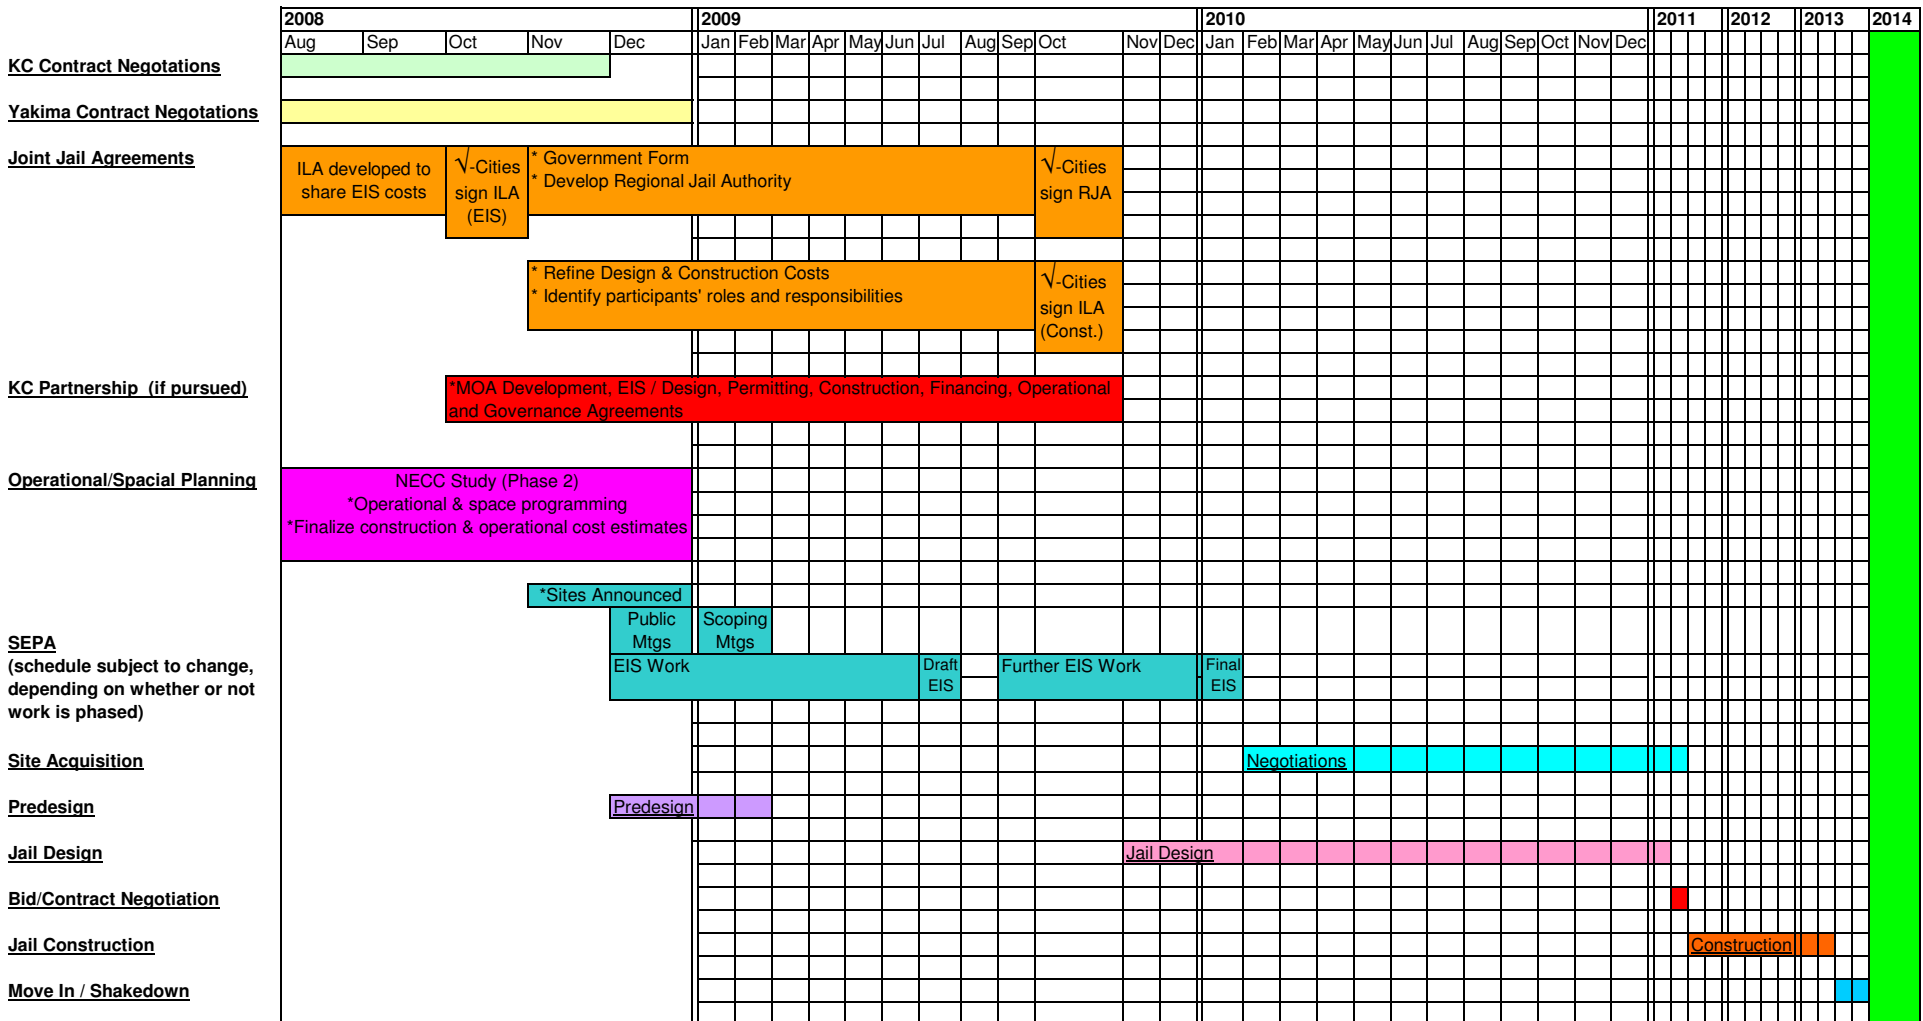 2008 2009 2010 2011 2012 2013 2014
Aug Sep Oct Nov Dec Jan Feb Mar Apr May Jun Jul Aug Sep Oct Nov Dec Jan Feb Mar Apr May Jun Jul Aug Sep Oct Nov Dec
KC Contract Negotations
Yakima Contract Negotations
Joint Jail Agreements
ILA developed to
share EIS costs
√-Cities
sign ILA
(EIS)
* Government Form
* Develop Regional Jail Authority
√-Cities
sign RJA
* Refine Design & Construction Costs
* Identify participants' roles and responsibilities
√-Cities
sign ILA
(Const.)
KC Partnership (if pursued)
*MOA Development, EIS / Design, Permitting, Construction, Financing, Operational
and Governance Agreements
Operational/Spacial Planning
NECC Study (Phase 2)
*Operational & space programming
*Finalize construction & operational cost estimates
*Sites Announced
Public
Mtgs
Scoping
Mtgs
SEPA
(schedule subject to change,
depending on whether or not
work is phased)
EIS Work
Draft
EIS
Further EIS Work
Final
EIS
Site Acquisition
Negotiations
Predesign
Predesign
Jail Design
Jail Design
Bid/Contract Negotiation
Jail Construction
Construction
Move In / Shakedown